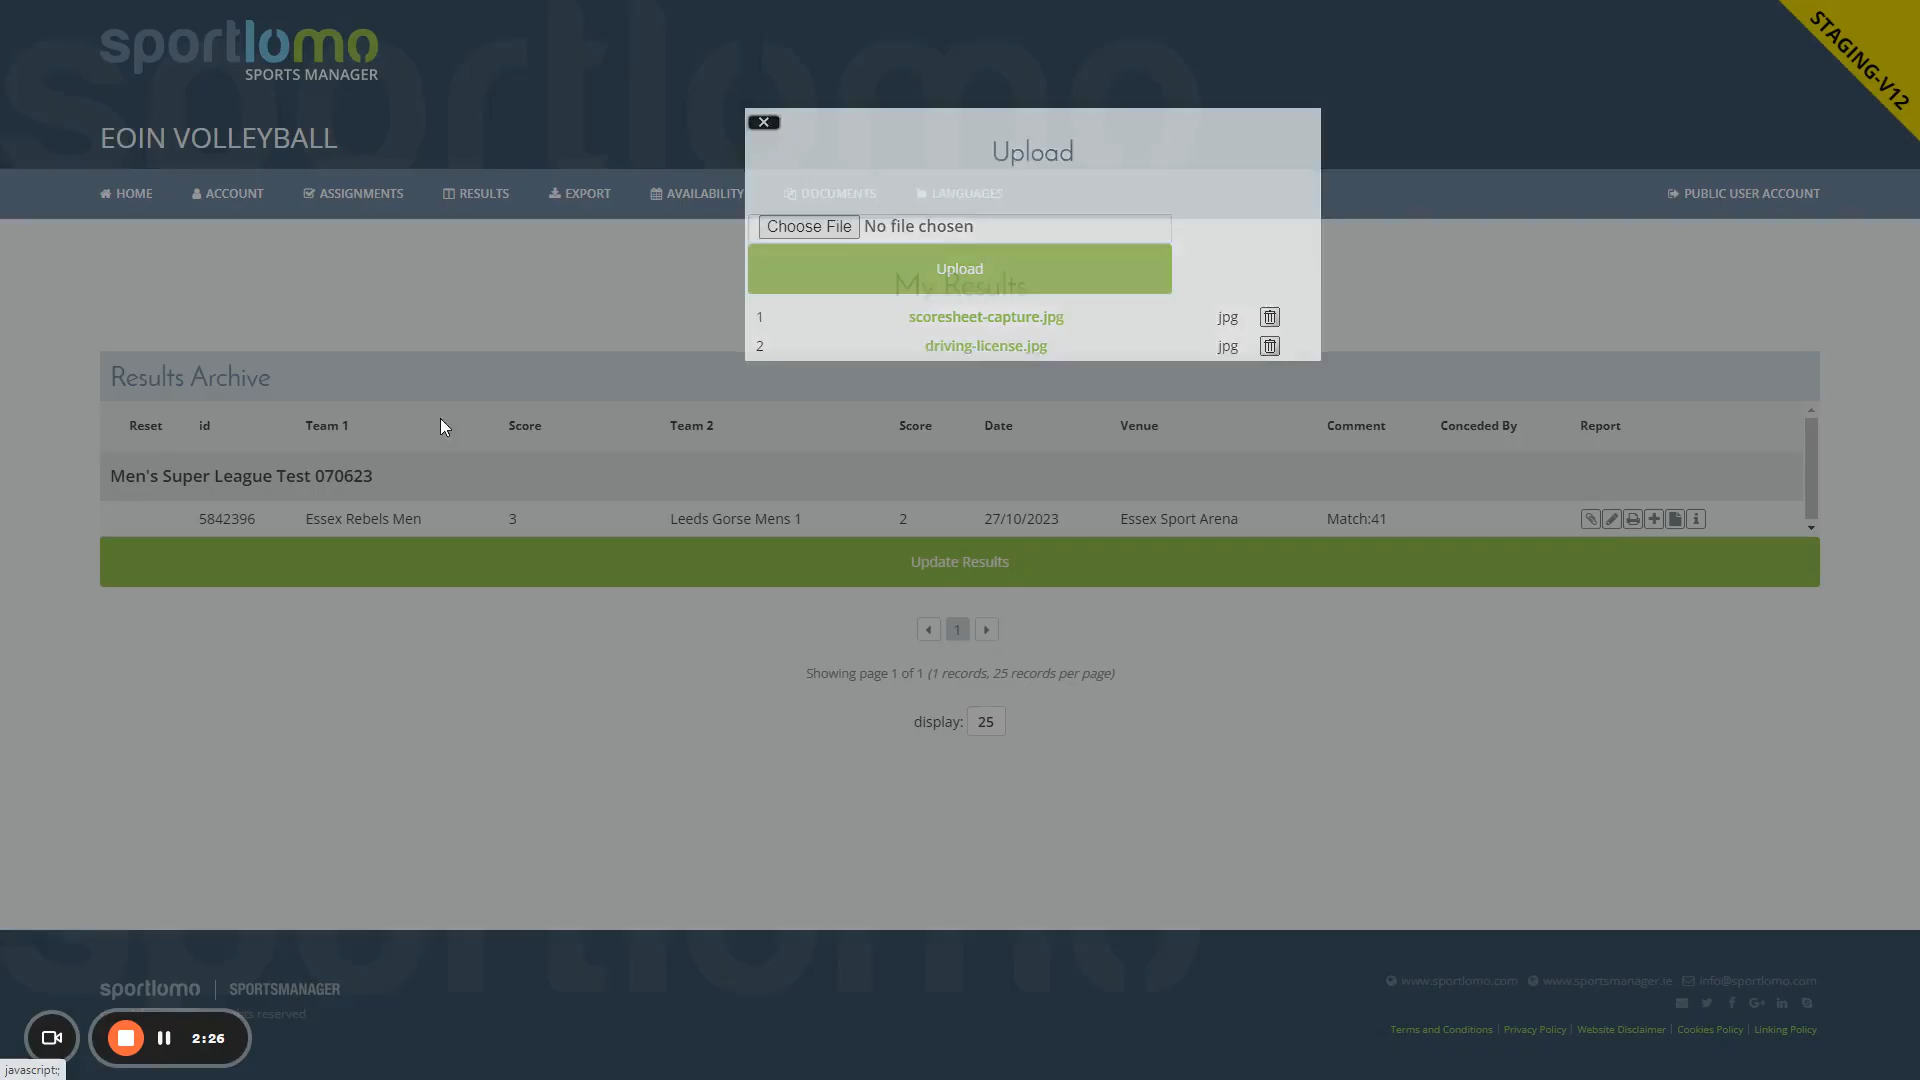 sportlomo
SPORTS MANAGER
STAGING-V12
EOIN VOLLEYBALL
HOME
ACCOUNT
ASSIGNMENTS
RESULTS
EXPORT
AVAILABILITY
DOCUMENTS
LANGUAGES
PUBLIC USER ACCOUNT
Upload
Choose File No file chosen
Upload
My Results
1 scoresheet-capture.jpg jpg
2 driving-license.jpg jpg
Results Archive
Reset id Team 1 Score Team 2 Score Date Venue Comment Conceded By Report
Men's Super League Test 070623
5842396 Essex Rebels Men 3 Leeds Gorse Mens 1 2 27/10/2023 Essex Sport Arena Match:41
Update Results
1
Showing page 1 of 1 (1 records, 25 records per page)
display: 25
sportlomo | SPORTSMANAGER
rights reserved
www.sportlomo.com www.sportsmanager.ie info@sportlomo.com
Terms and Conditions | Privacy Policy | Website Disclaimer | Cookies Policy | Linking Policy
2:26
javascript:;